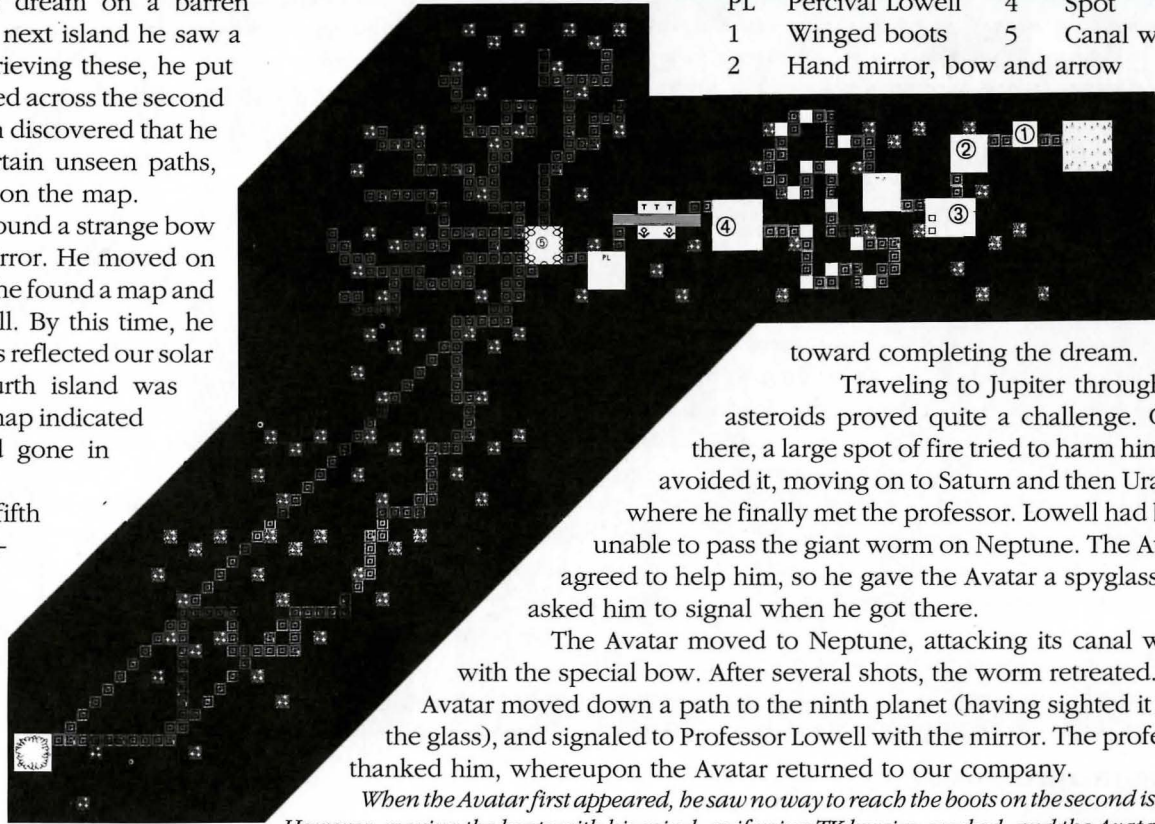 dream on a barren
next island he saw a
rieving these, he put
ed across the second
n discovered that he
rtain unseen paths,
on the map.
ound a strange bow
rror. He moved on
he found a map and
ll. By this time, he
s reflected our solar
urth island was
map indicated
l gone in
fifth
PL Percival Lowell 4 Spot
1 Winged boots 5 Canal w
2 Hand mirror, bow and arrow
①
②
③
④
T T T
⑤
PL
toward completing the dream.
Traveling to Jupiter through
asteroids proved quite a challenge.
there, a large spot of fire tried to harm him
avoided it, moving on to Saturn and then Ura
where he finally met the professor. Lowell had
unable to pass the giant worm on Neptune. The A
agreed to help him, so he gave the Avatar a spyglass
asked him to signal when he got there.
The Avatar moved to Neptune, attacking its canal w
with the special bow. After several shots, the worm retreated.
Avatar moved down a path to the ninth planet (having sighted it
the glass), and signaled to Professor Lowell with the mirror. The profe
thanked him, whereupon the Avatar returned to our company.
When the Avatar first appeared, he saw no way to reach the boots on the second is